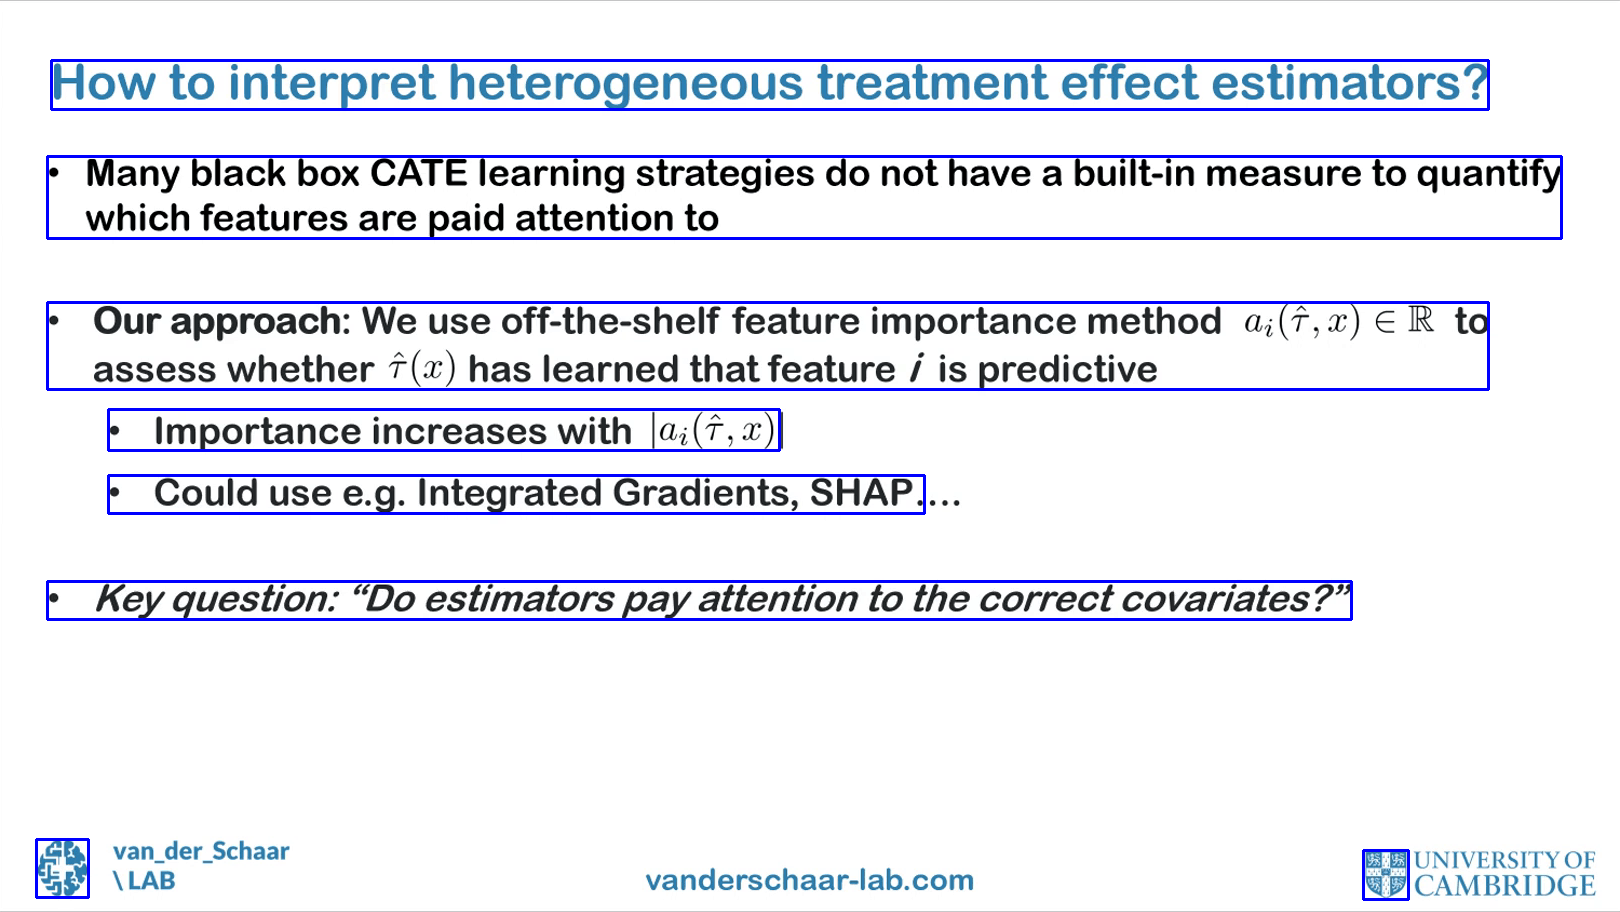 How to interpret heterogeneous treatment effect estimators?
• Many black box CATE learning strategies do not have a built-in measure to quantify
which features are paid attention to
• Our approach: We use off-the-shelf feature importance method $a_i(\hat{\tau}, x) \in \mathbb{R}$ to
assess whether $\hat{\tau}(x)$ has learned that feature i is predictive
• Importance increases with $|a_i(\hat{\tau}, x)|$
• Could use e.g. Integrated Gradients, SHAP….
• Key question: “Do estimators pay attention to the correct covariates?”
van_der_Schaar
\ LAB
vanderschaar-lab.com
UNIVERSITY OF
CAMBRIDGE